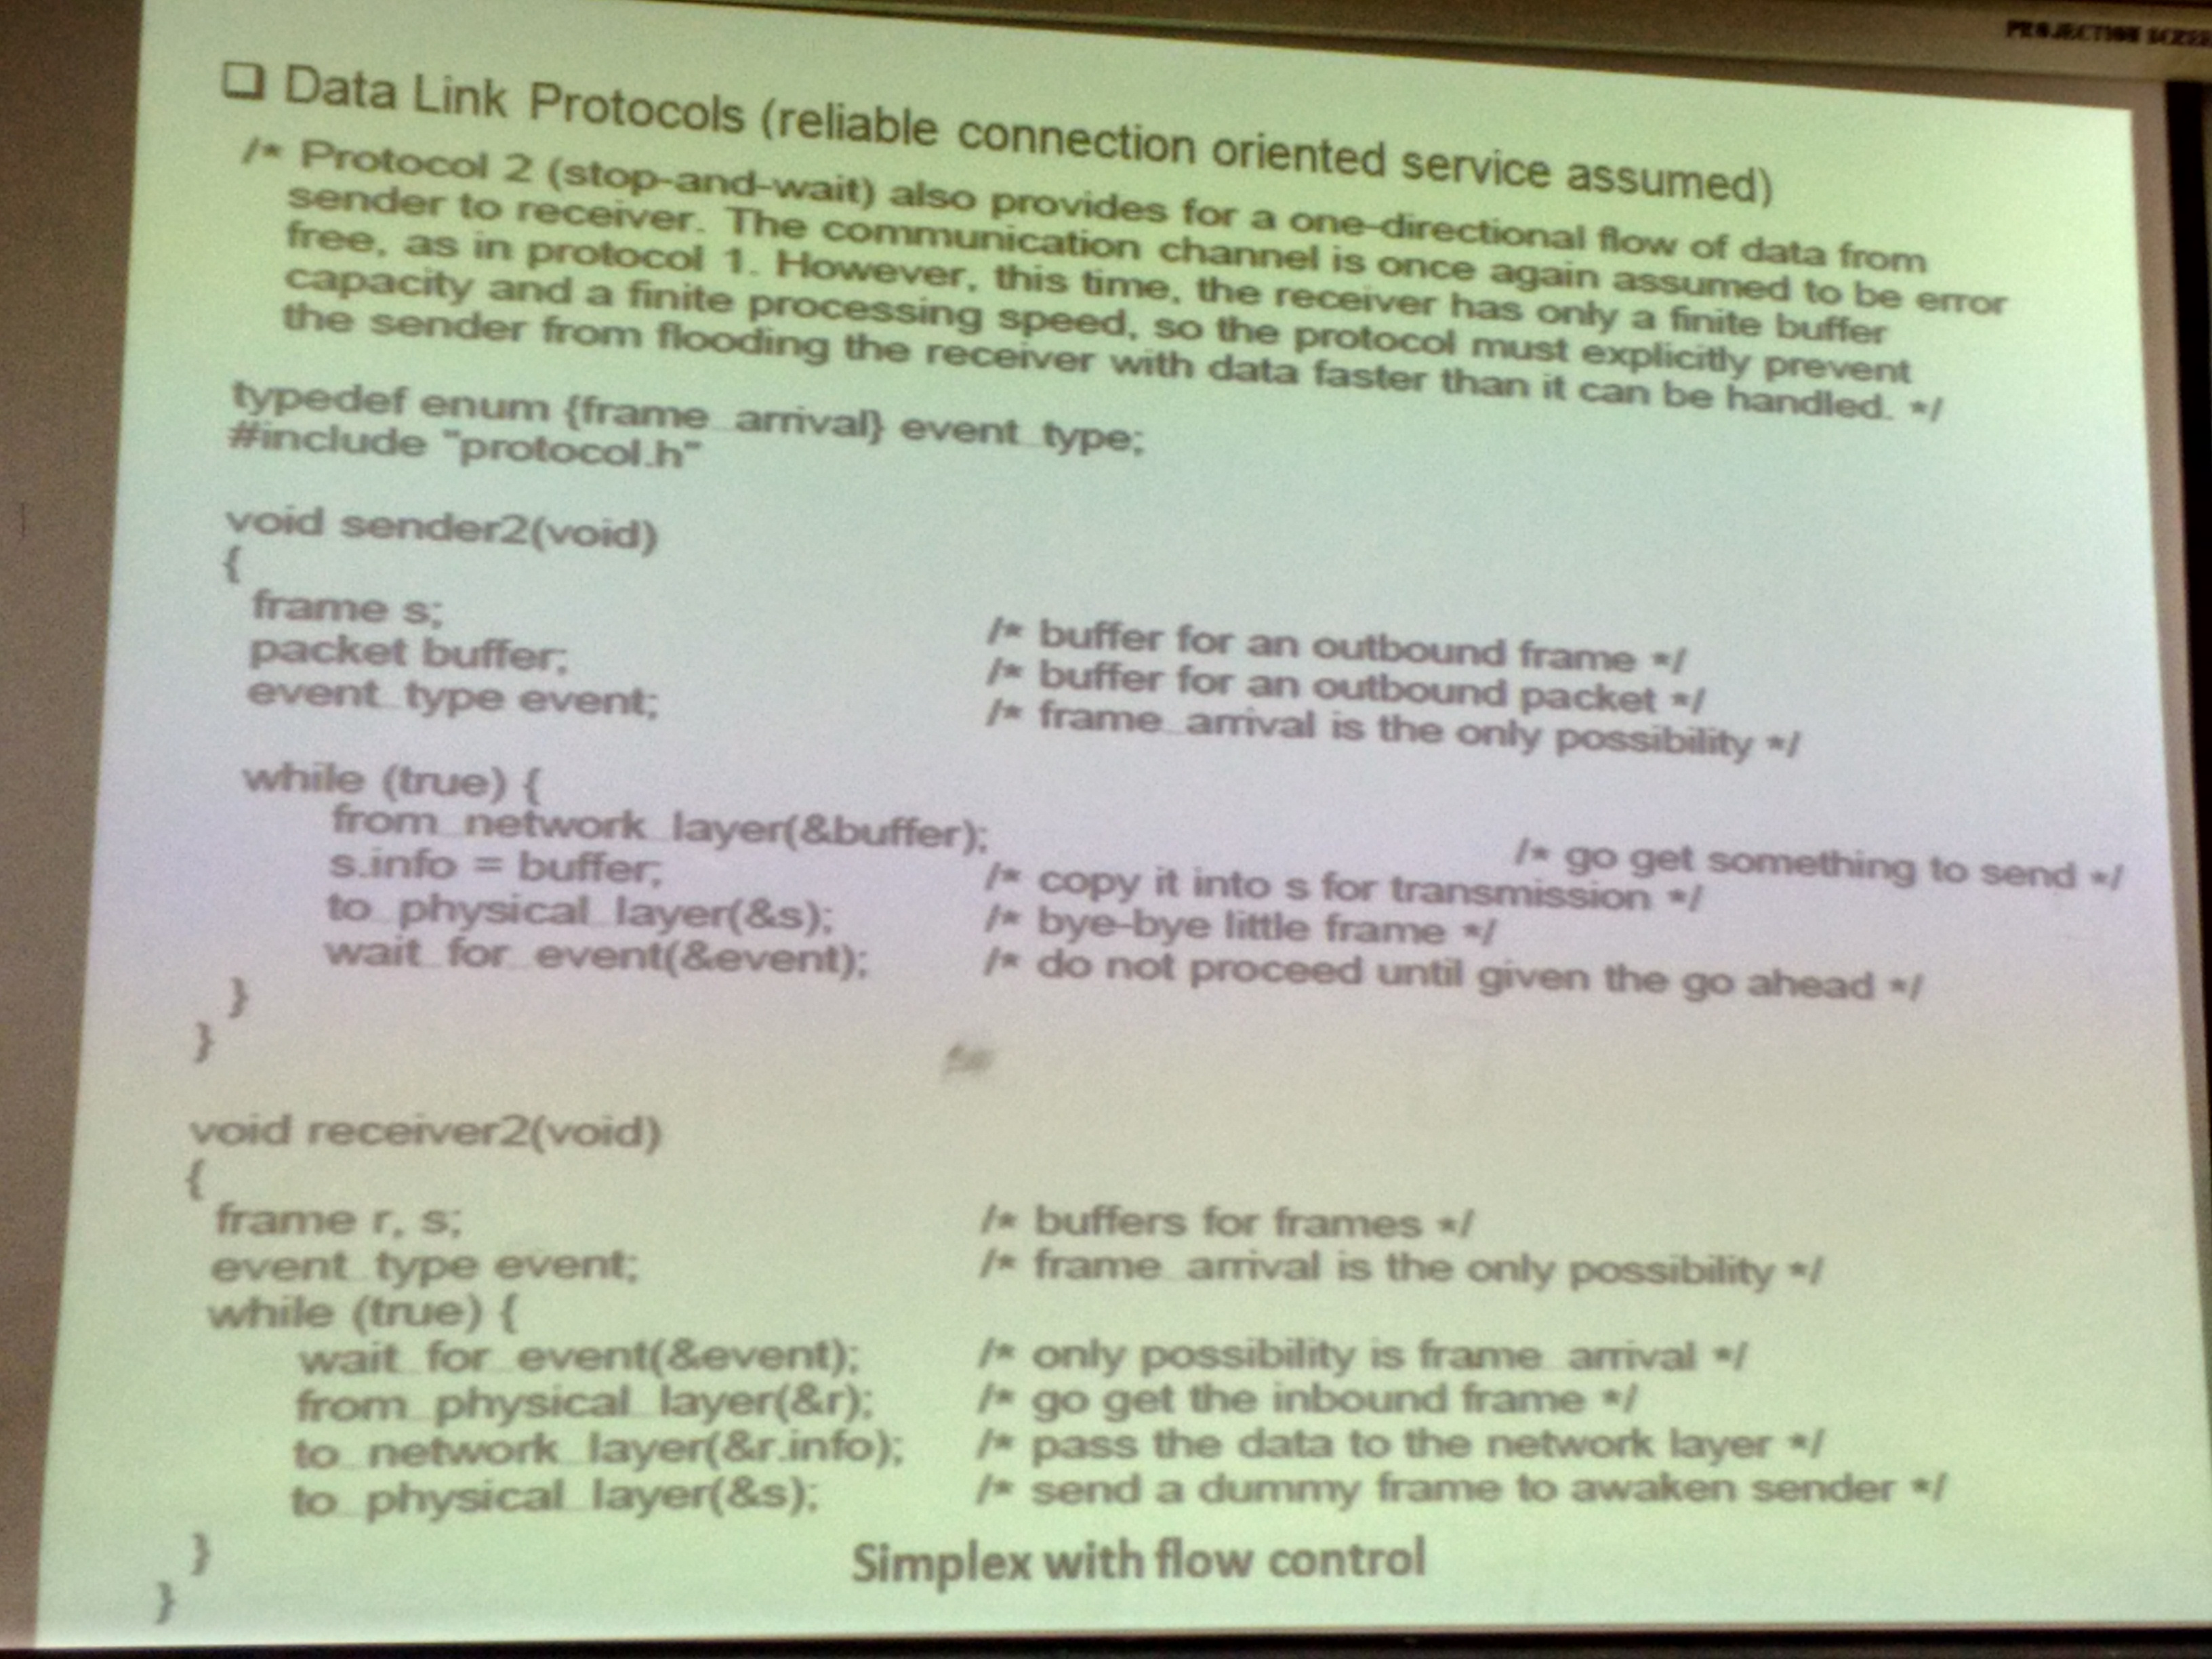 PROJECTION SCREE
❑ Data Link Protocols (reliable connection oriented service assumed)
/* Protocol 2 (stop-and-wait) also provides for a one-directional flow of data from
sender to receiver. The communication channel is once again assumed to be error
free, as in protocol 1. However, this time, the receiver has only a finite buffer
capacity and a finite processing speed, so the protocol must explicitly prevent
the sender from flooding the receiver with data faster than it can be handled. */
typedef enum {frame_arrival} event_type;
#include "protocol.h"
void sender2(void)
{
frame s; /* buffer for an outbound frame */
packet buffer; /* buffer for an outbound packet */
event_type event; /* frame_arrival is the only possibility */
while (true) {
from_network_layer(&buffer); /* go get something to send */
s.info = buffer; /* copy it into s for transmission */
to_physical_layer(&s); /* bye-bye little frame */
wait_for_event(&event); /* do not proceed until given the go ahead */
}
}
void receiver2(void)
{
frame r, s; /* buffers for frames */
event_type event; /* frame_arrival is the only possibility */
while (true) {
wait_for_event(&event); /* only possibility is frame_arrival */
from_physical_layer(&r); /* go get the inbound frame */
to_network_layer(&r.info); /* pass the data to the network layer */
to_physical_layer(&s); /* send a dummy frame to awaken sender */
}
}
Simplex with flow control